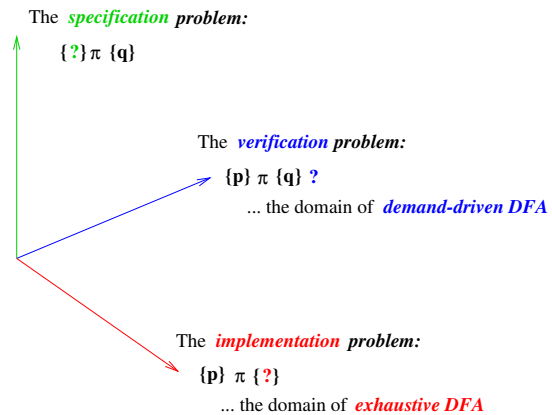 The specification problem:
{?} π {q}
The verification problem:
{p} π {q} ?
... the domain of demand-driven DFA
The implementation problem:
{p} π {?}
... the domain of exhaustive DFA